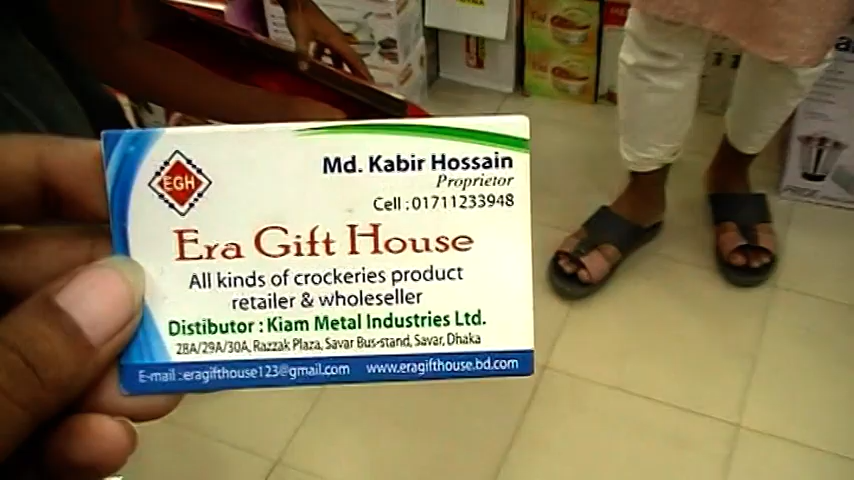 EGH
Md. Kabir Hossain
Proprietor
Cell : 01711233948
Era Gift House
All kinds of crockeries product
retailer & wholeseller
Distibutor : Kiam Metal Industries Ltd.
28A/29A/30A, Razzak Plaza, Savar Bus-stand, Savar, Dhaka
E-mail :eragifthouse123@gmail.com www.eragifthouse.bd.com